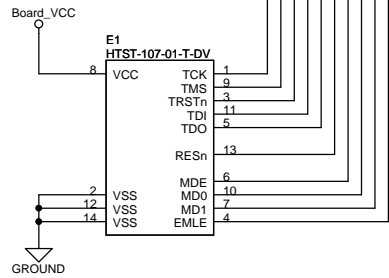 Board_VCC
E1
HTST-107-01-T-DV
8 VCC TCK 1
TMS 9
TRSTn 3
TDI 11
TDO 5
RESn 13
MDE 6
2 VSS MD0 10
12 VSS MD1 7
14 VSS EMLE 4
GROUND